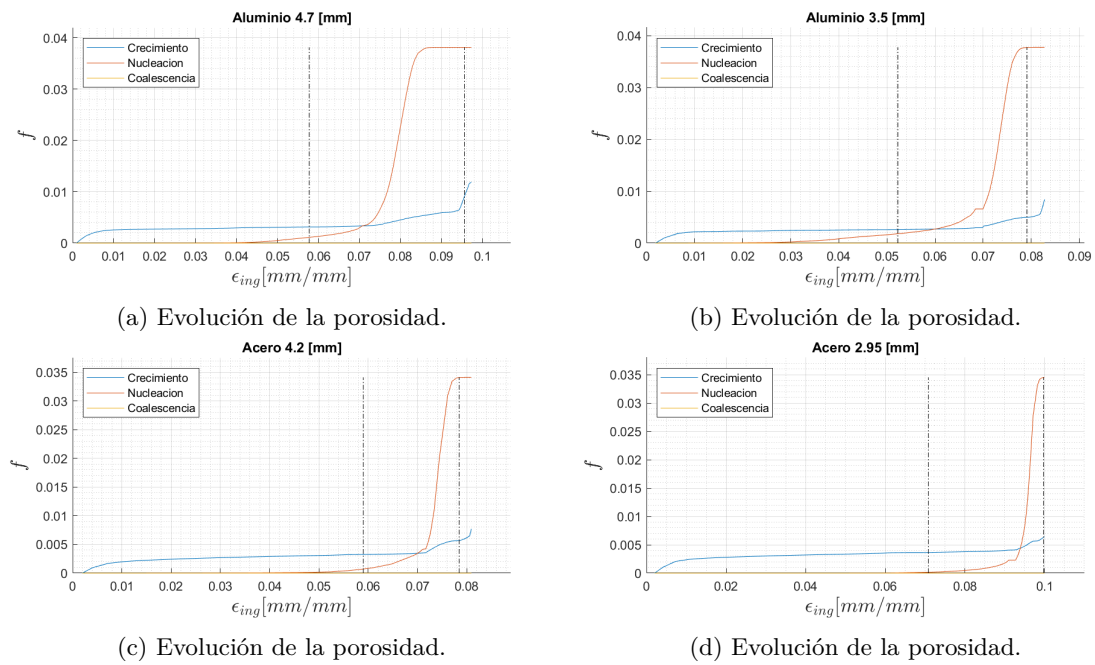 Aluminio 4.7 [mm]
Crecimiento
Nucleacion
Coalescencia
f
0.04
0.03
0.02
0.01
0
0 0.01 0.02 0.03 0.04 0.05 0.06 0.07 0.08 0.09 0.1
ϵing[mm/mm]
(a) Evolución de la porosidad.
Aluminio 3.5 [mm]
Crecimiento
Nucleacion
Coalescencia
f
0.04
0.03
0.02
0.01
0
0 0.01 0.02 0.03 0.04 0.05 0.06 0.07 0.08 0.09
ϵing[mm/mm]
(b) Evolución de la porosidad.
Acero 4.2 [mm]
Crecimiento
Nucleacion
Coalescencia
f
0.035
0.03
0.025
0.02
0.015
0.01
0.005
0
0 0.01 0.02 0.03 0.04 0.05 0.06 0.07 0.08
ϵing[mm/mm]
(c) Evolución de la porosidad.
Acero 2.95 [mm]
Crecimiento
Nucleacion
Coalescencia
f
0.035
0.03
0.025
0.02
0.015
0.01
0.005
0
0 0.02 0.04 0.06 0.08 0.1
ϵing[mm/mm]
(d) Evolución de la porosidad.